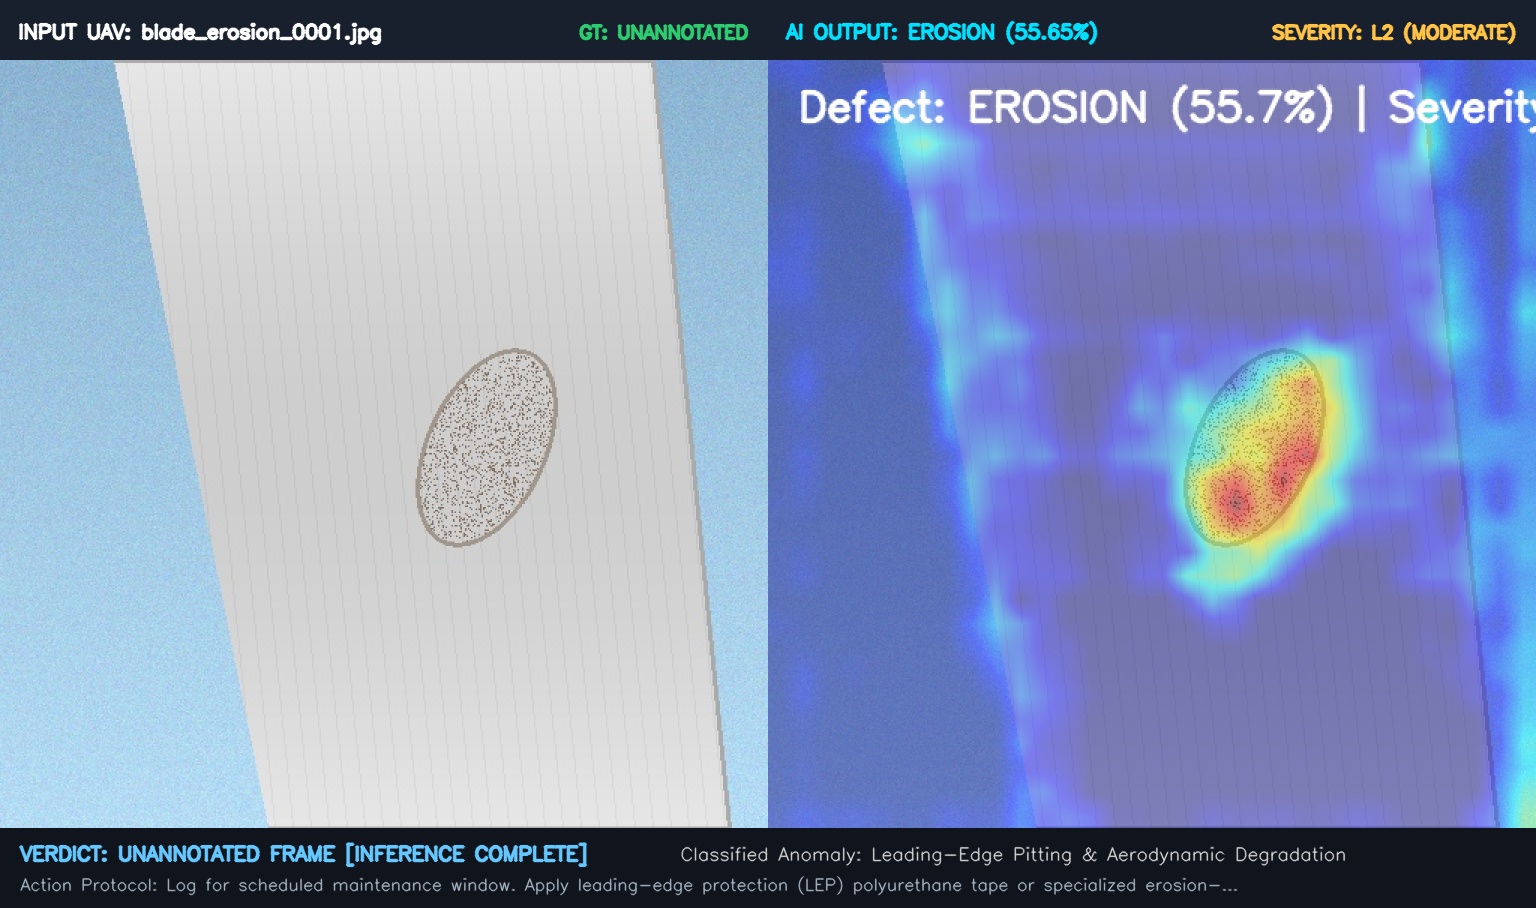 INPUT UAV: blade_erosion_0001.jpg
GT: UNANNOTATED
AI OUTPUT: EROSION (55.65%)
SEVERITY: L2 (MODERATE)
Defect: EROSION (55.7%) | Severity
VERDICT: UNANNOTATED FRAME [INFERENCE COMPLETE]
Classified Anomaly: Leading-Edge Pitting & Aerodynamic Degradation
Action Protocol: Log for scheduled maintenance window. Apply leading-edge protection (LEP) polyurethane tape or specialized erosion-...